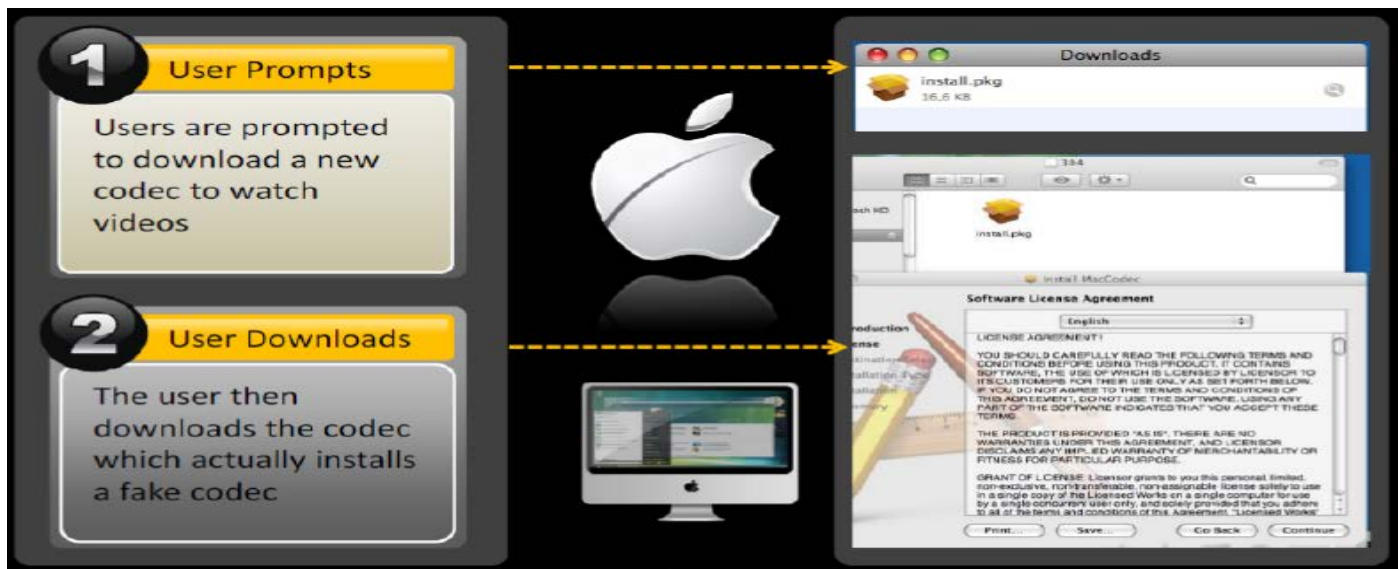 1
User Prompts
Users are prompted
to download a new
codec to watch
videos
2
User Downloads
The user then
downloads the codec
which actually installs
a fake codec
Downloads
install.pkg
16,6 KB
install.pkg
Install MacCodec
Software License Agreement
English
LICENSE AGREEMENT!
YOU SHOULD CAREFULLY READ THE FOLLOWING TERMS AND
CONDITIONS BEFORE USING THIS PRODUCT. IT CONTAINS
SOFTWARE, THE USE OF WHICH IS LICENSED BY LICENSOR TO
ITS CUSTOMERS FOR THEIR USE ONLY AS SET FORTH BELOW.
IF YOU DO NOT AGREE TO THE TERMS AND CONDITIONS OF
THIS AGREEMENT, DO NOT USE THE SOFTWARE. USING ANY
PART OF THE SOFTWARE INDICATES THAT YOU ACCEPT THESE
TERMS.
THE PRODUCT IS PROVIDED "AS IS". THERE ARE NO
WARRANTIES UNDER THIS AGREEMENT, AND LICENSOR
DISCLAIMS ANY IMPLIED WARRANTY OF MERCHANTABILITY OR
FITNESS FOR PARTICULAR PURPOSE.
GRANT OF LICENSE. Licensor grants to you this personal, limited,
non-exclusive, non-transferable, non-assignable license solely to use
in a single copy of the Licensed Works on a single computer for use
by a single concurrent user only, and solely provided that you adhere
to all of the terms and conditions of this Agreement. "Licensed Works"
Print... Save... Go Back Continue